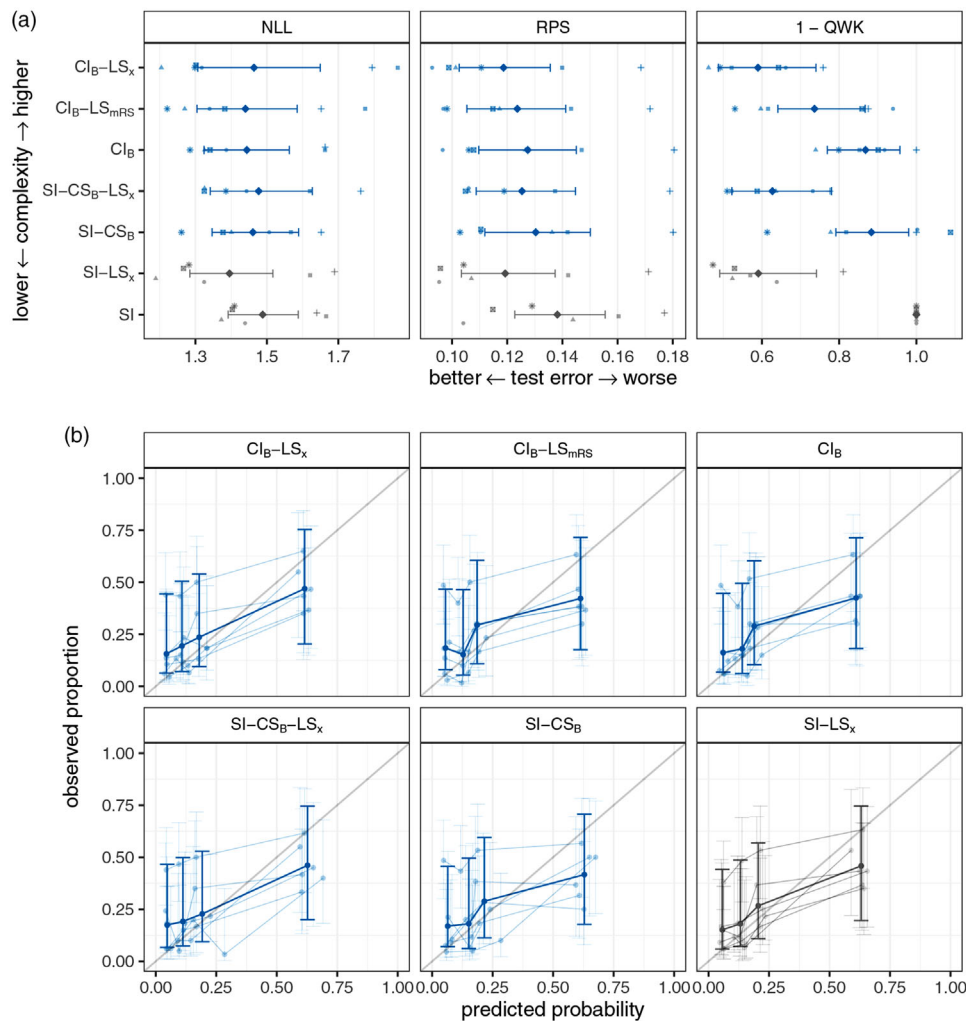 (a)
NLL RPS 1 − QWK
lower ← complexity → higher
CI_B−LS_x
CI_B−LS_mRS
CI_B
SI−CS_B−LS_x
SI−CS_B
SI−LS_x
SI
1.3 1.5 1.7 0.10 0.12 0.14 0.16 0.18 0.6 0.8 1.0
better ← test error → worse
(b)
CI_B−LS_x CI_B−LS_mRS CI_B
1.00
0.75
0.50
0.25
0.00
observed proportion
SI−CS_B−LS_x SI−CS_B SI−LS_x
1.00
0.75
0.50
0.25
0.00
0.00 0.25 0.50 0.75 1.00 0.00 0.25 0.50 0.75 1.00 0.00 0.25 0.50 0.75 1.00
predicted probability